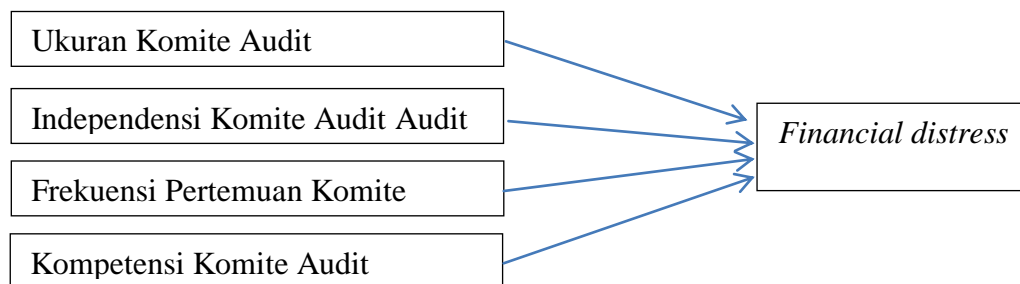 Ukuran Komite Audit
Independensi Komite Audit Audit
Financial distress
Frekuensi Pertemuan Komite
Kompetensi Komite Audit